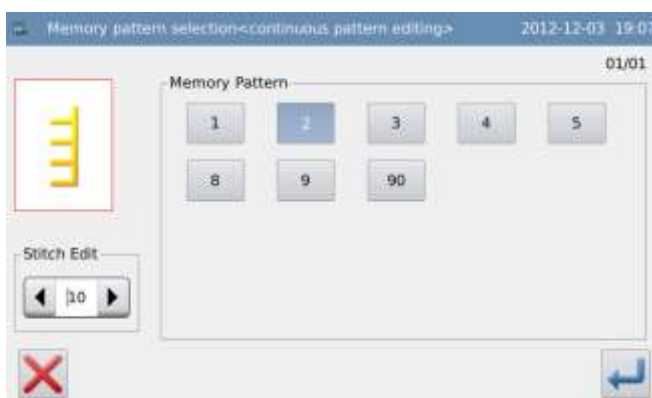 Memory pattern selection<continuous pattern editing> 2012-12-03 19:07
01/01
Memory Pattern
1 2 3 4 5
8 9 90
Stitch Edit
10